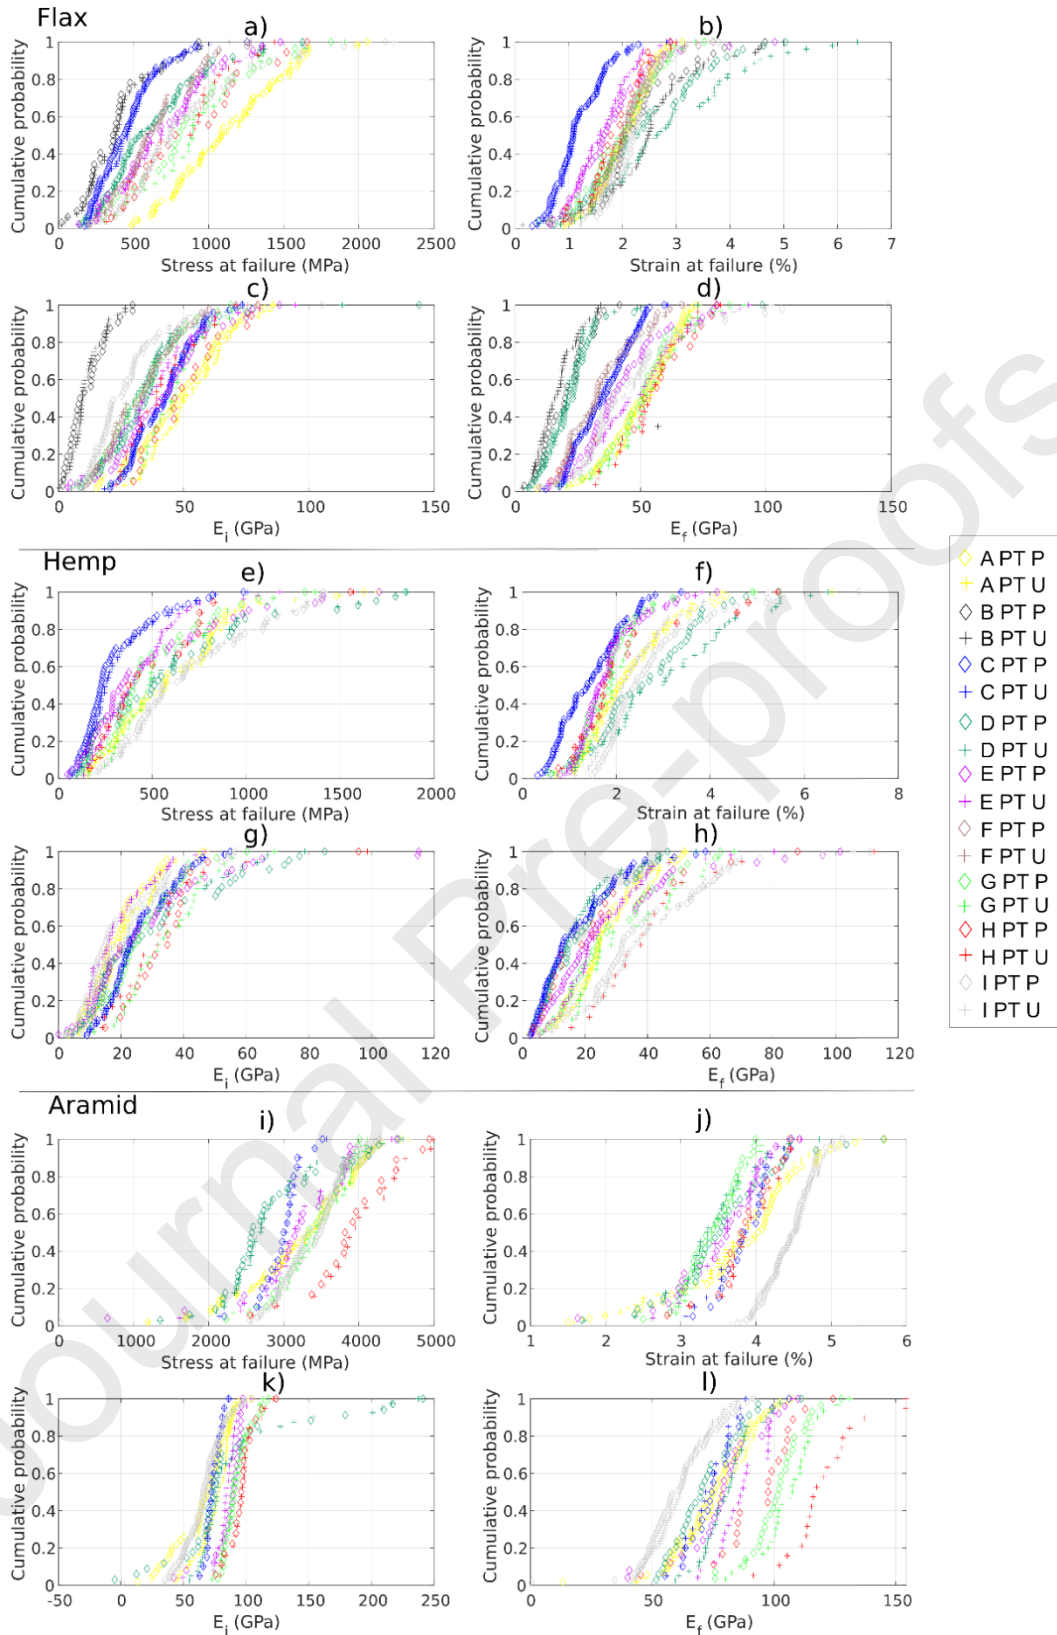 Flax
a)
b)
Cumulative probability
1
0.8
0.6
0.4
0.2
0
0 500 1000 1500 2000 2500
Stress at failure (MPa)
Cumulative probability
1
0.8
0.6
0.4
0.2
0
0 1 2 3 4 5 6 7
Strain at failure (%)
c)
d)
Cumulative probability
1
0.8
0.6
0.4
0.2
0
0 50 100 150
E_i (GPa)
Cumulative probability
1
0.8
0.6
0.4
0.2
0
0 50 100 150
E_f (GPa)
Hemp
e)
f)
Cumulative probability
1
0.8
0.6
0.4
0.2
0
500 1000 1500 2000
Stress at failure (MPa)
Cumulative probability
1
0.8
0.6
0.4
0.2
0
0 2 4 6 8
Strain at failure (%)
g)
h)
Cumulative probability
1
0.8
0.6
0.4
0.2
0
0 20 40 60 80 100 120
E_i (GPa)
Cumulative probability
1
0.8
0.6
0.4
0.2
0
0 20 40 60 80 100 120
E_f (GPa)
Aramid
i)
j)
Cumulative probability
1
0.8
0.6
0.4
0.2
0
0 1000 2000 3000 4000 5000
Stress at failure (MPa)
Cumulative probability
1
0.8
0.6
0.4
0.2
0
1 2 3 4 5 6
Strain at failure (%)
k)
l)
Cumulative probability
1
0.8
0.6
0.4
0.2
0
-50 0 50 100 150 200 250
E_i (GPa)
Cumulative probability
1
0.8
0.6
0.4
0.2
0
0 50 100 150
E_f (GPa)
A PT P
A PT U
B PT P
B PT U
C PT P
C PT U
D PT P
D PT U
E PT P
E PT U
F PT P
F PT U
G PT P
G PT U
H PT P
H PT U
I PT P
I PT U
Journal Pre-proofs